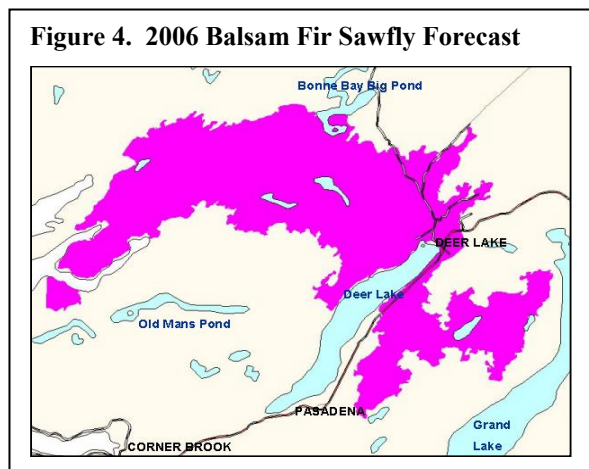 Figure 4.  2006 Balsam Fir Sawfly Forecast
Bonne Bay Big Pond
DEER LAKE
Deer Lake
Old Mans Pond
PASADENA
Grand
Lake
CORNER BROOK